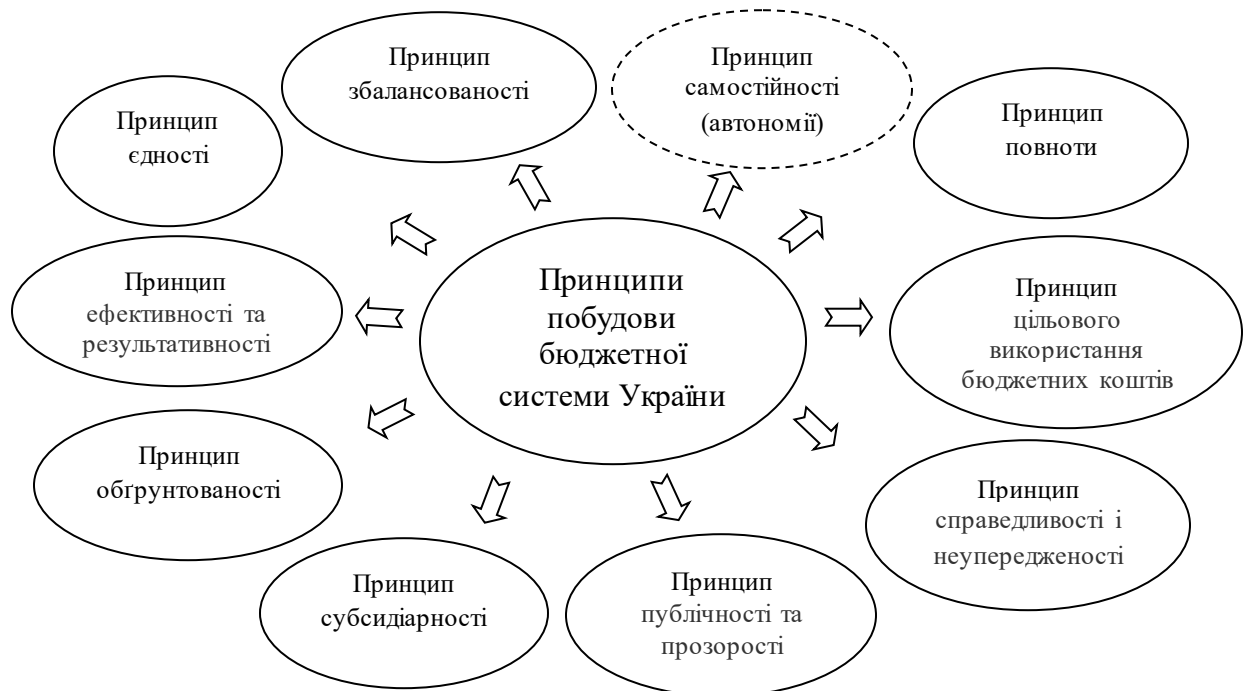 Принцип
збалансованості
Принцип
самостійності
(автономії)
Принцип
єдності
Принцип
повноти
Принципи
побудови
бюджетної
системи України
Принцип
ефективності та
результативності
Принцип
цільового
використання
бюджетних коштів
Принцип
обґрунтованості
Принцип
справедливості і
неупередженості
Принцип
субсидіарності
Принцип
публічності та
прозорості